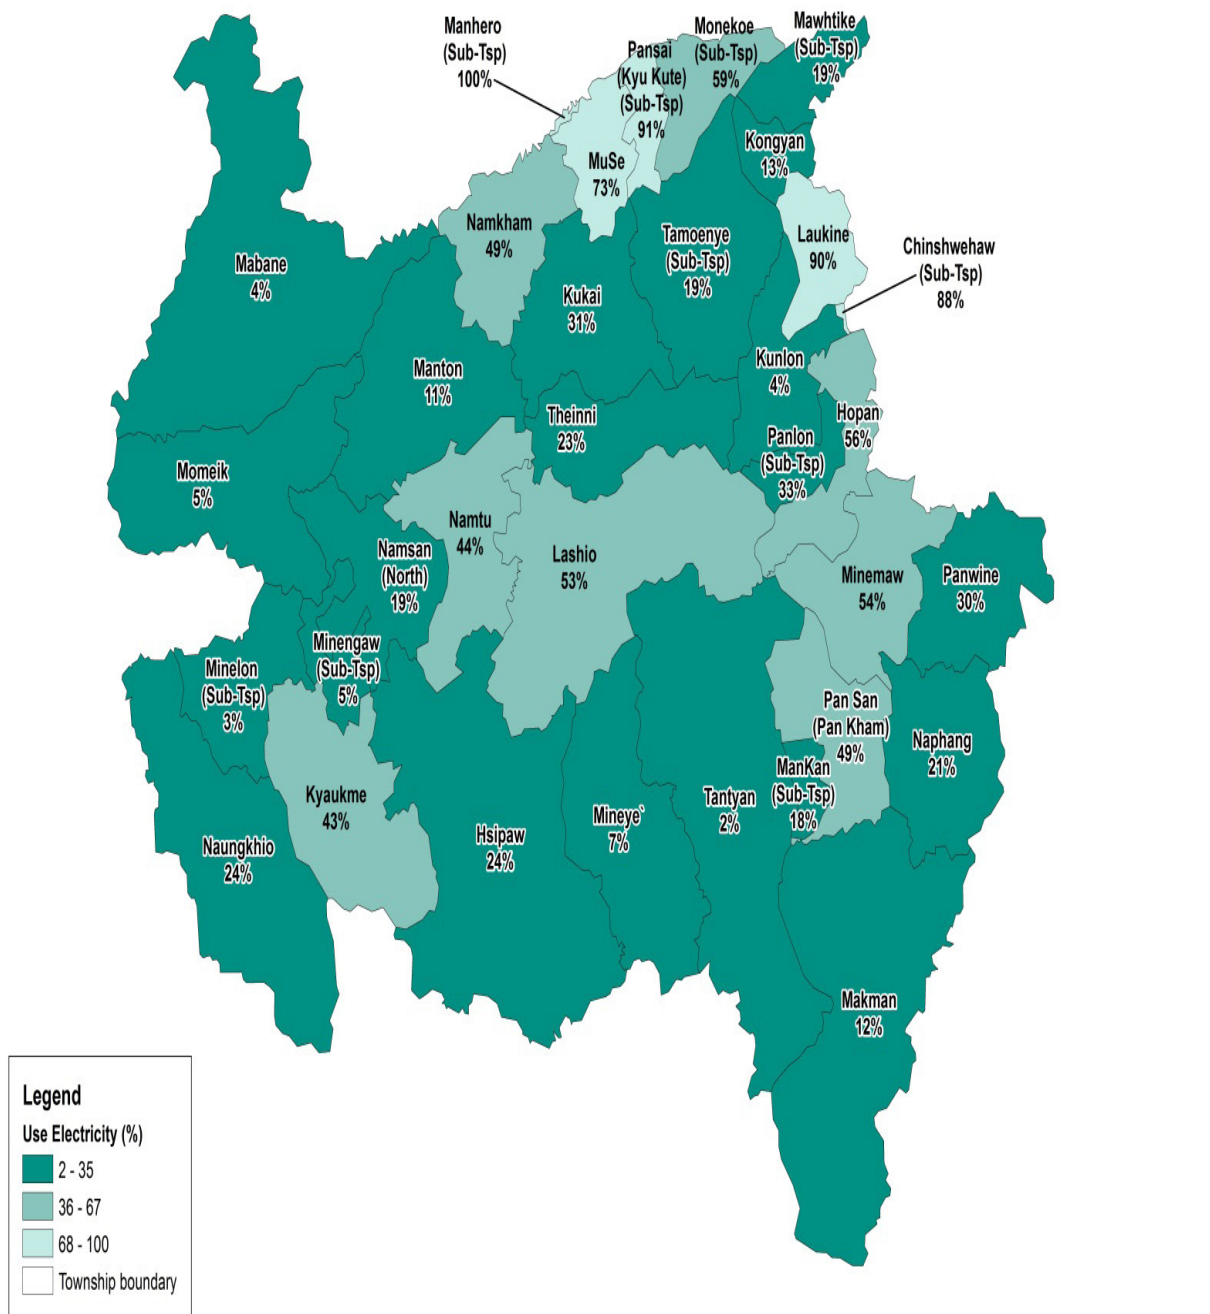 Manhero
(Sub-Tsp)
100%
Pansai
(Kyu Kute)
(Sub-Tsp)
91%
Monekoe
(Sub-Tsp)
59%
Mawhtike
(Sub-Tsp)
19%
Kongyan
13%
MuSe
73%
Namkham
49%
Tamoenye
(Sub-Tsp)
19%
Laukine
90%
Chinshwehaw
(Sub-Tsp)
88%
Mabane
4%
Kukai
31%
Manton
11%
Kunlon
4%
Theinni
23%
Hopan
56%
Panlon
(Sub-Tsp)
33%
Momeik
5%
Namtu
44%
Namsan
(North)
19%
Lashio
53%
Minemaw
54%
Panwine
30%
Minengaw
(Sub-Tsp)
5%
Minelon
(Sub-Tsp)
3%
Pan San
(Pan Kham)
49%
Naphang
21%
ManKan
(Sub-Tsp)
18%
Kyaukme
43%
Tantyan
2%
Mineye`
7%
Hsipaw
24%
Naungkhio
24%
Makman
12%
Legend
Use Electricity (%)
2 - 35
36 - 67
68 - 100
Township boundary